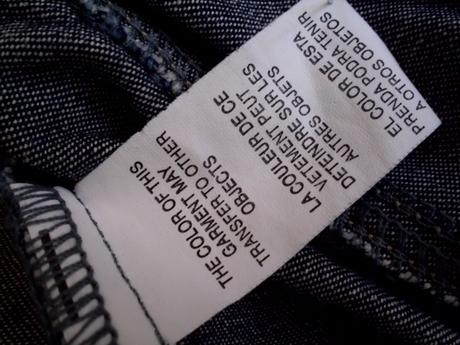 THE COLOR OF THIS
GARMENT MAY
TRANSFER TO OTHER
OBJECTS
LA COULEUR DE CE
VETEMENT PEUT
DETEINDRE SUR LES
AUTRES OBJETS
EL COLOR DE ESTA
PRENDA PODRA TENIR
A OTROS OBJETOS